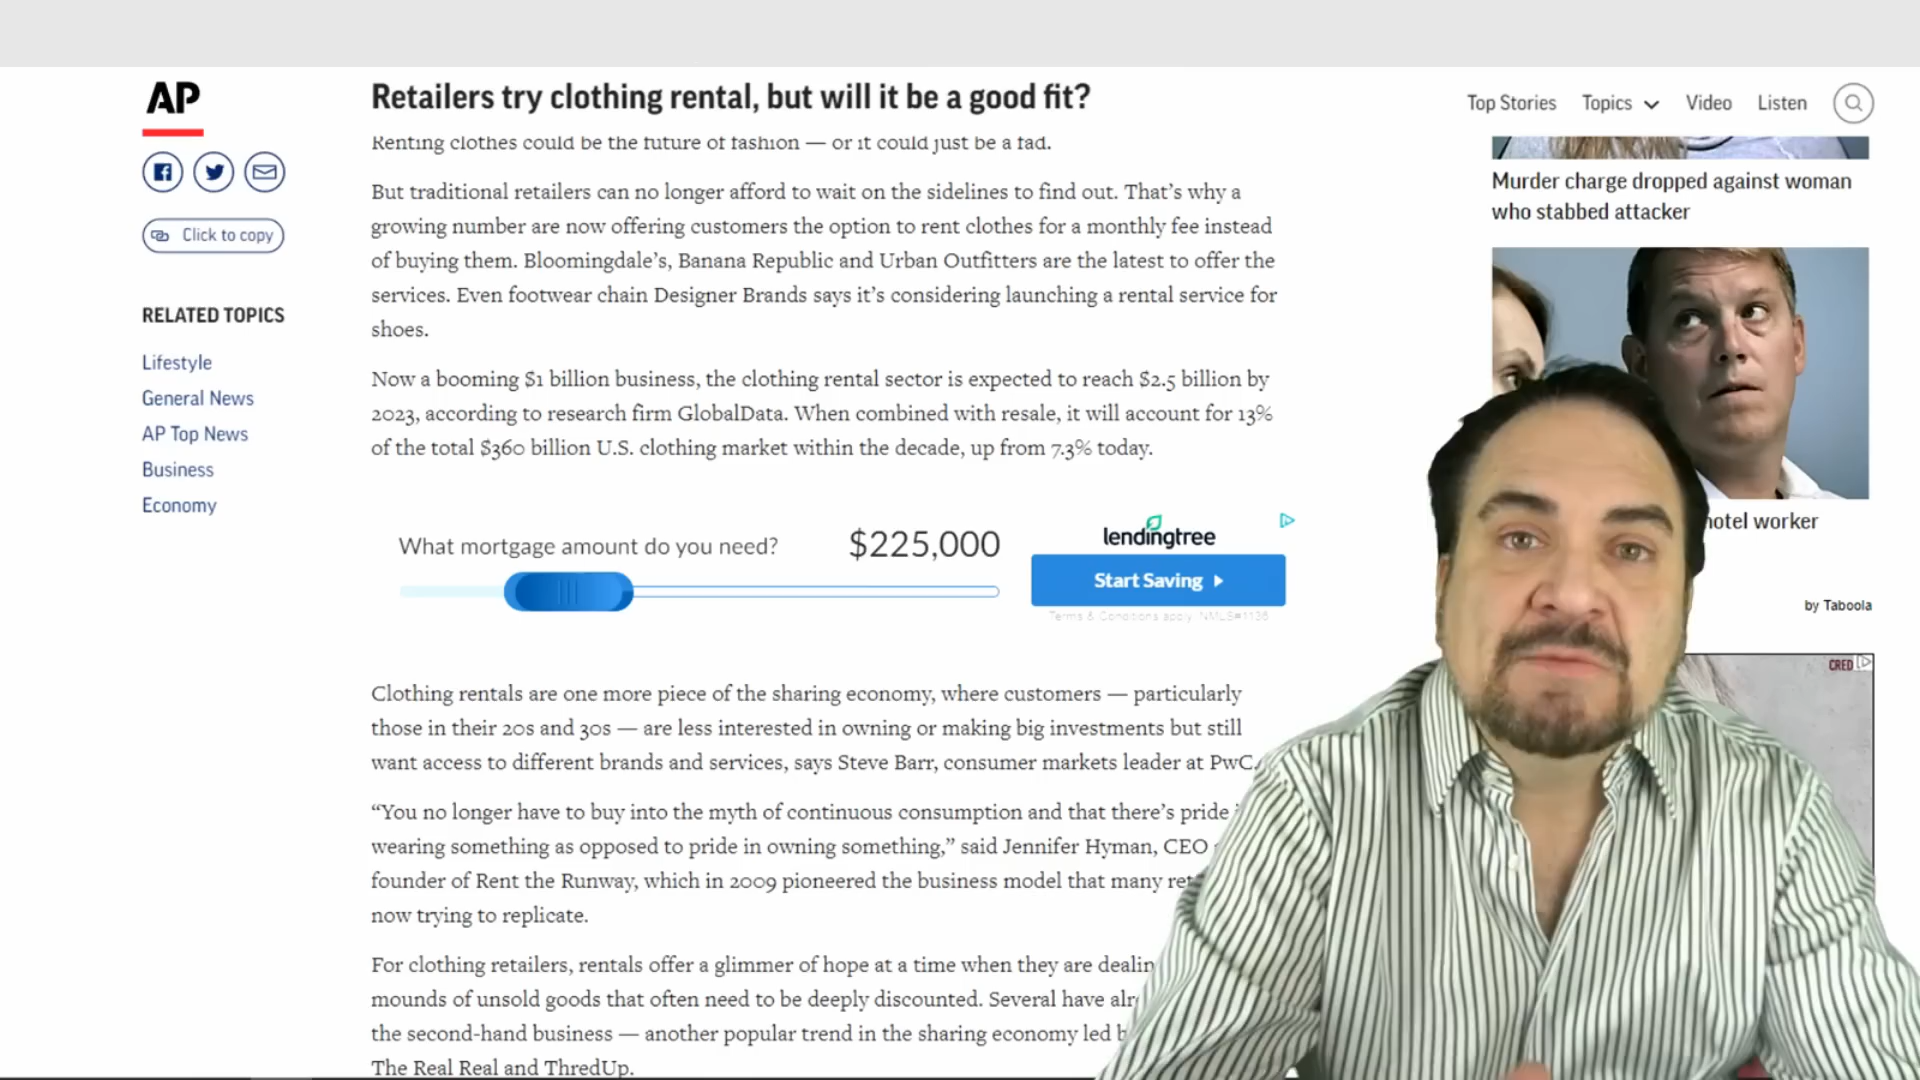 AP
Retailers try clothing rental, but will it be a good fit?
Top Stories Topics Video Listen
Renting clothes could be the future of fashion — or it could just be a fad.
But traditional retailers can no longer afford to wait on the sidelines to find out. That's why a
growing number are now offering customers the option to rent clothes for a monthly fee instead
of buying them. Bloomingdale's, Banana Republic and Urban Outfitters are the latest to offer the
services. Even footwear chain Designer Brands says it's considering launching a rental service for
shoes.
Now a booming $1 billion business, the clothing rental sector is expected to reach $2.5 billion by
2023, according to research firm GlobalData. When combined with resale, it will account for 13%
of the total $360 billion U.S. clothing market within the decade, up from 7.3% today.
Click to copy
RELATED TOPICS
Lifestyle
General News
AP Top News
Business
Economy
What mortgage amount do you need?
$225,000
lendingtree
Start Saving
Terms & Conditions apply. NMLS#1136
Clothing rentals are one more piece of the sharing economy, where customers — particularly
those in their 20s and 30s — are less interested in owning or making big investments but still
want access to different brands and services, says Steve Barr, consumer markets leader at PwC.
“You no longer have to buy into the myth of continuous consumption and that there's pride
wearing something as opposed to pride in owning something,” said Jennifer Hyman, CEO
founder of Rent the Runway, which in 2009 pioneered the business model that many
now trying to replicate.
For clothing retailers, rentals offer a glimmer of hope at a time when they are
mounds of unsold goods that often need to be deeply discounted. Several have
the second-hand business — another popular trend in the sharing economy led
The Real Real and ThredUp.
Murder charge dropped against woman
who stabbed attacker
hotel worker
by Taboola
CRED